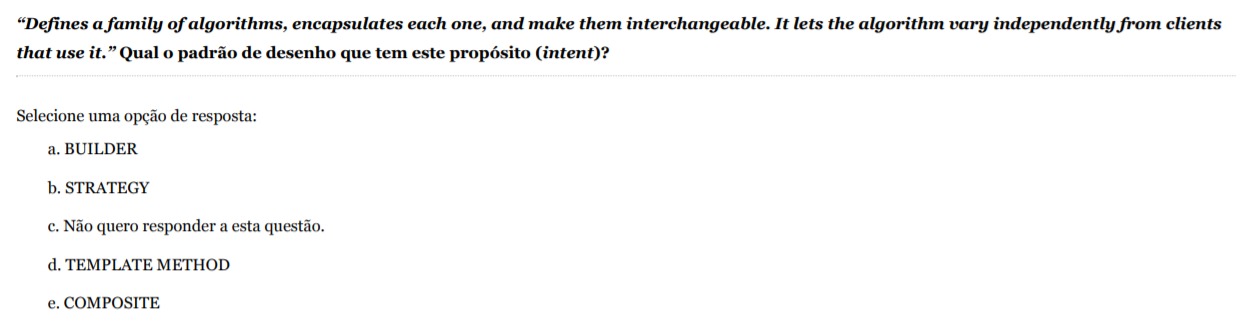 “Defines a family of algorithms, encapsulates each one, and make them interchangeable. It lets the algorithm vary independently from clients
that use it.” Qual o padrão de desenho que tem este propósito (intent)?
Selecione uma opção de resposta:
a. BUILDER
b. STRATEGY
c. Não quero responder a esta questão.
d. TEMPLATE METHOD
e. COMPOSITE